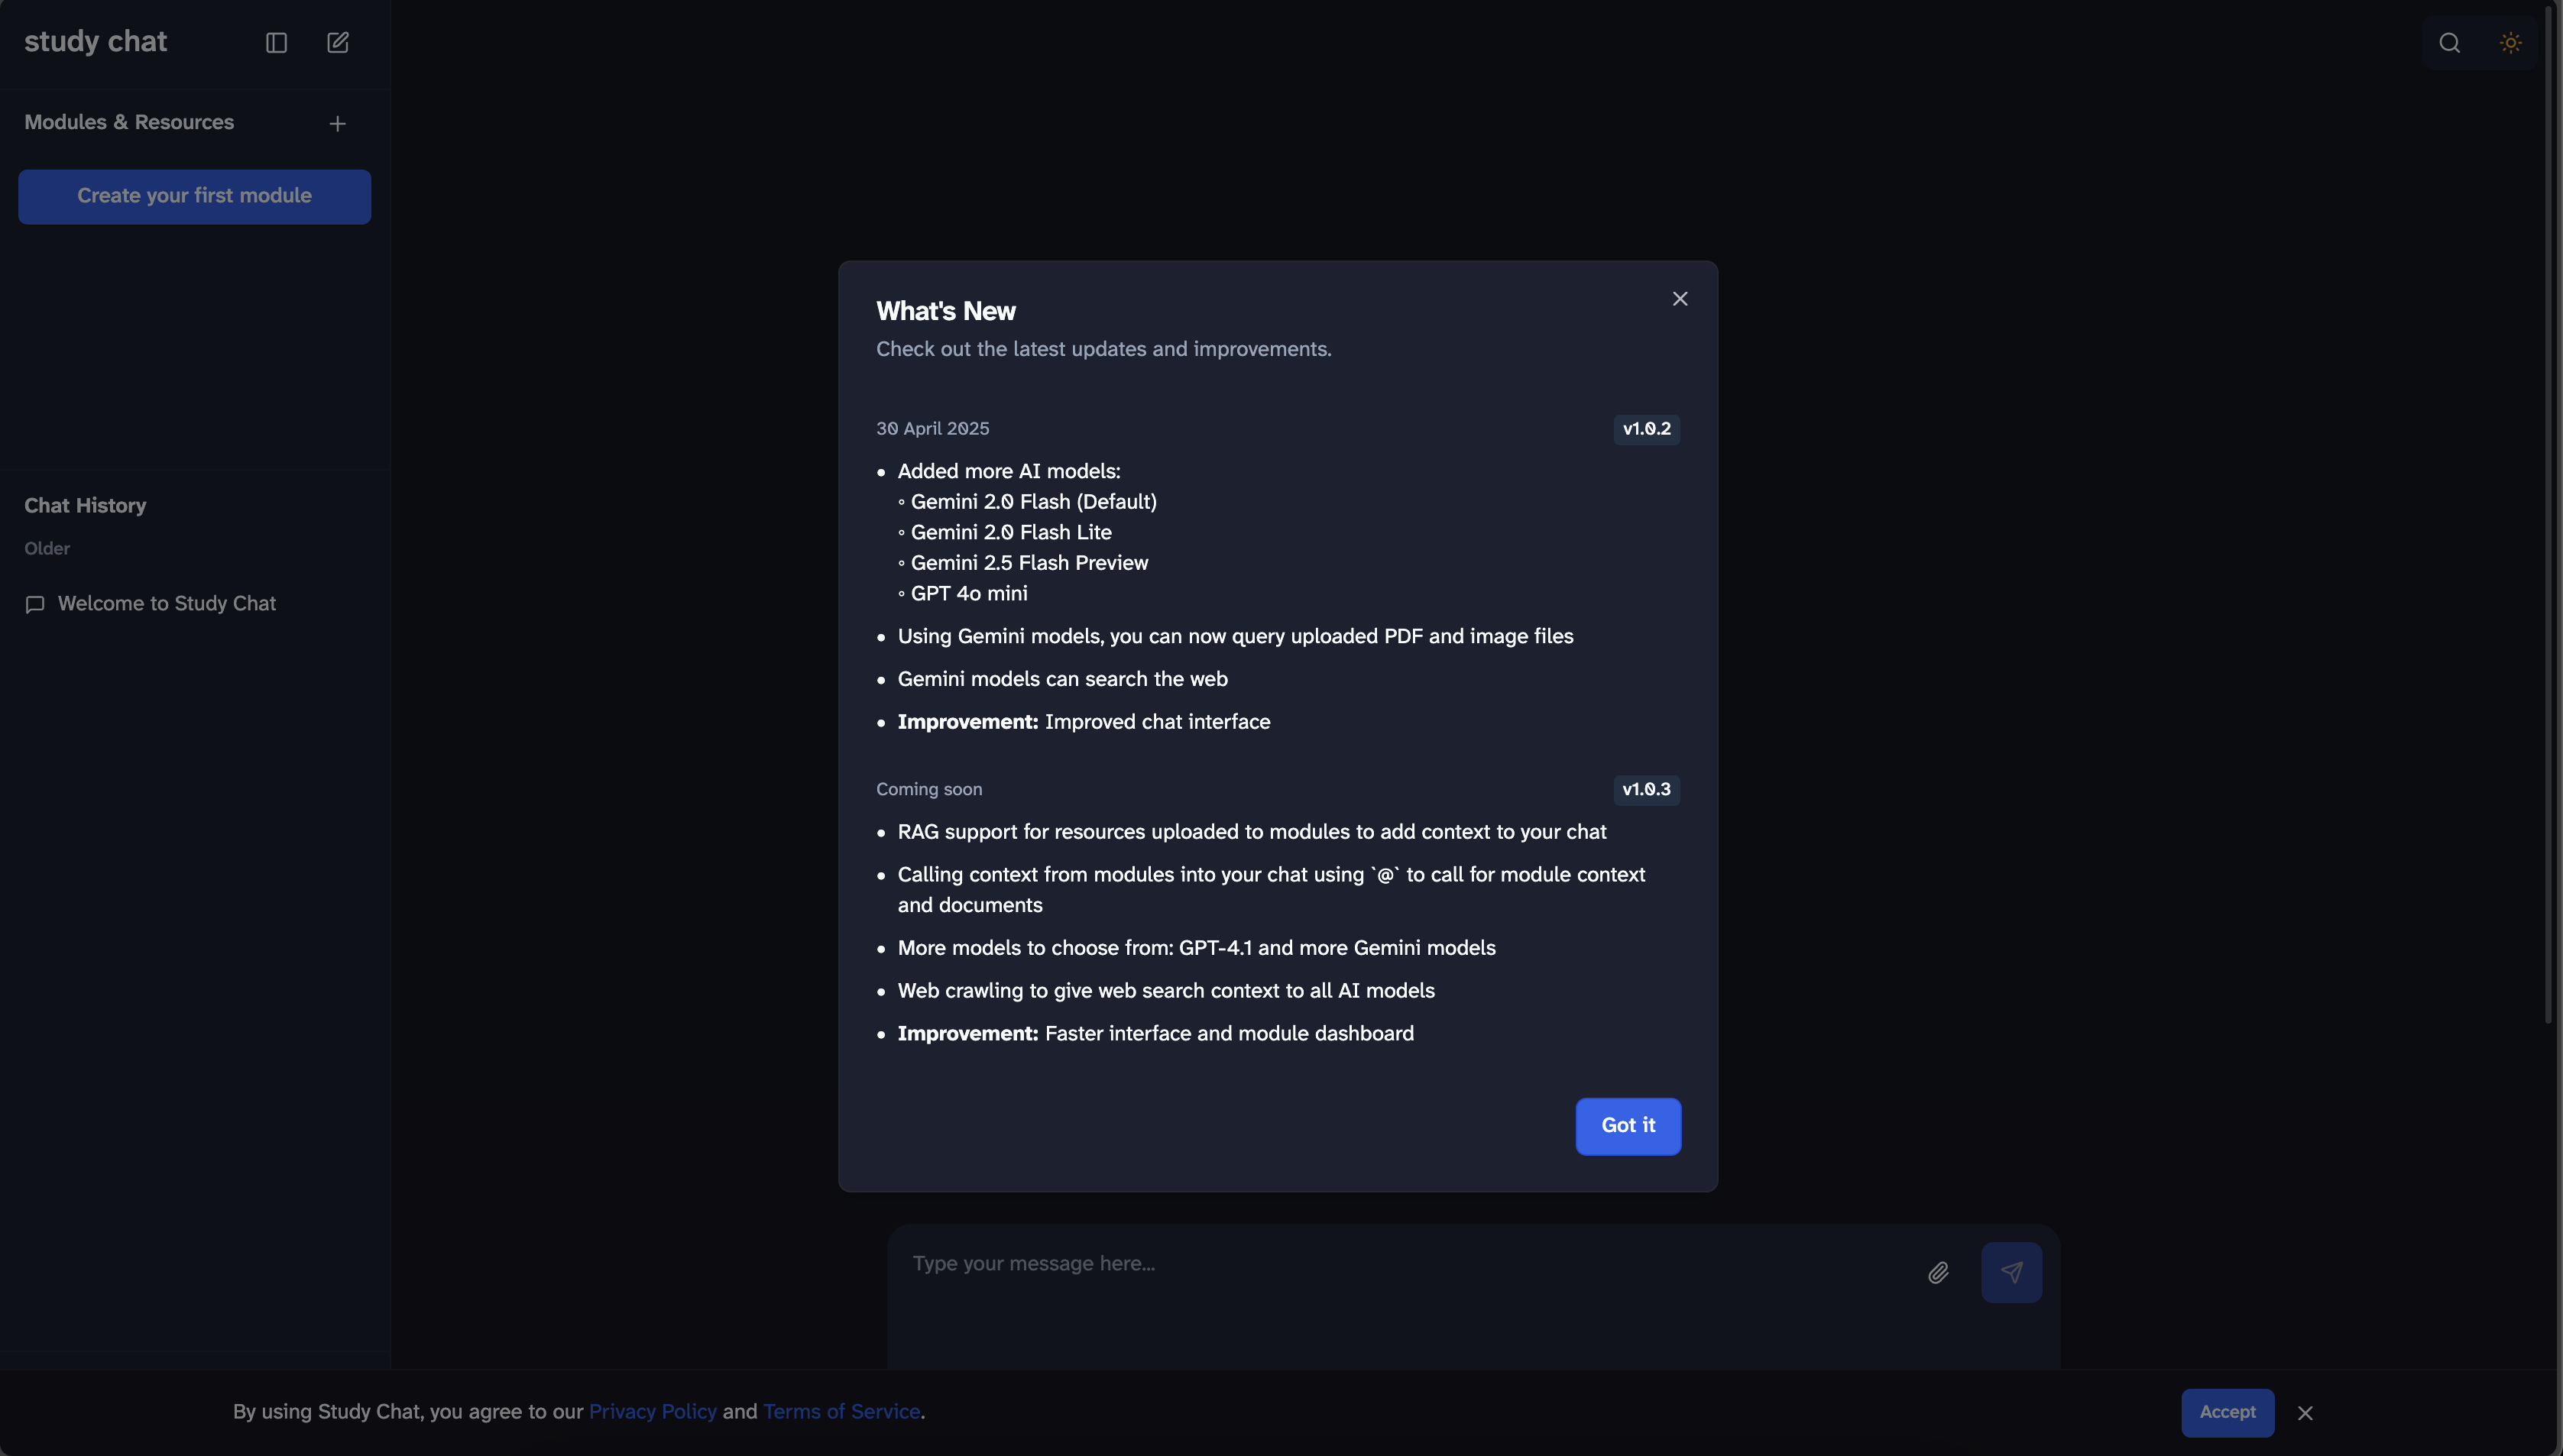 study chat
Modules & Resources
Create your first module
Chat History
Older
Welcome to Study Chat
What's New
Check out the latest updates and improvements.
30 April 2025
v1.0.2
• Added more AI models:
◦ Gemini 2.0 Flash (Default)
◦ Gemini 2.0 Flash Lite
◦ Gemini 2.5 Flash Preview
◦ GPT 4o mini
• Using Gemini models, you can now query uploaded PDF and image files
• Gemini models can search the web
• Improvement: Improved chat interface
Coming soon
v1.0.3
• RAG support for resources uploaded to modules to add context to your chat
• Calling context from modules into your chat using `@` to call for module context
and documents
• More models to choose from: GPT-4.1 and more Gemini models
• Web crawling to give web search context to all AI models
• Improvement: Faster interface and module dashboard
Got it
Type your message here...
By using Study Chat, you agree to our Privacy Policy and Terms of Service.
Accept